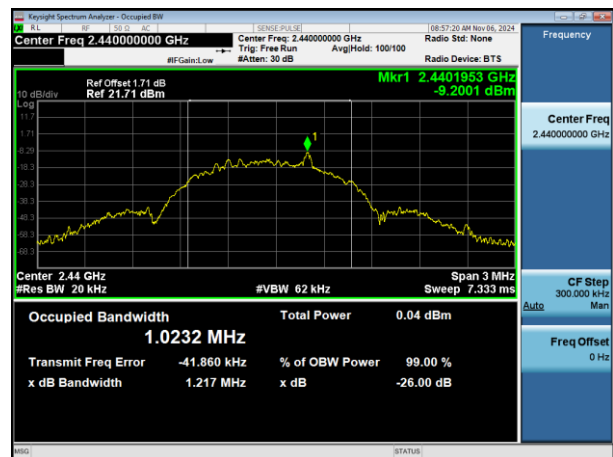 Keysight Spectrum Analyzer - Occupied BW
RL RF 50 Ω AC SENSE:PULSE 08:57:20 AM Nov 06, 2024
Center Freq 2.440000000 GHz Center Freq: 2.440000000 GHz Radio Std: None Frequency
Trig: Free Run Avg|Hold: 100/100
#IFGain:Low #Atten: 30 dB Radio Device: BTS
Ref Offset 1.71 dB Mkr1 2.4401953 GHz
10 dB/div Ref 21.71 dBm -9.2001 dBm
Log
11.7
1.71
-8.29
-18.3
-28.3
-38.3
-48.3
-58.3
-68.3
1
Center Freq
2.440000000 GHz
Center 2.44 GHz Span 3 MHz
#Res BW 20 kHz #VBW 62 kHz Sweep 7.333 ms
CF Step
300.000 kHz
Auto Man
Occupied Bandwidth Total Power 0.04 dBm
1.0232 MHz
Transmit Freq Error -41.860 kHz % of OBW Power 99.00 %
x dB Bandwidth 1.217 MHz x dB -26.00 dB
Freq Offset
0 Hz
MSG STATUS